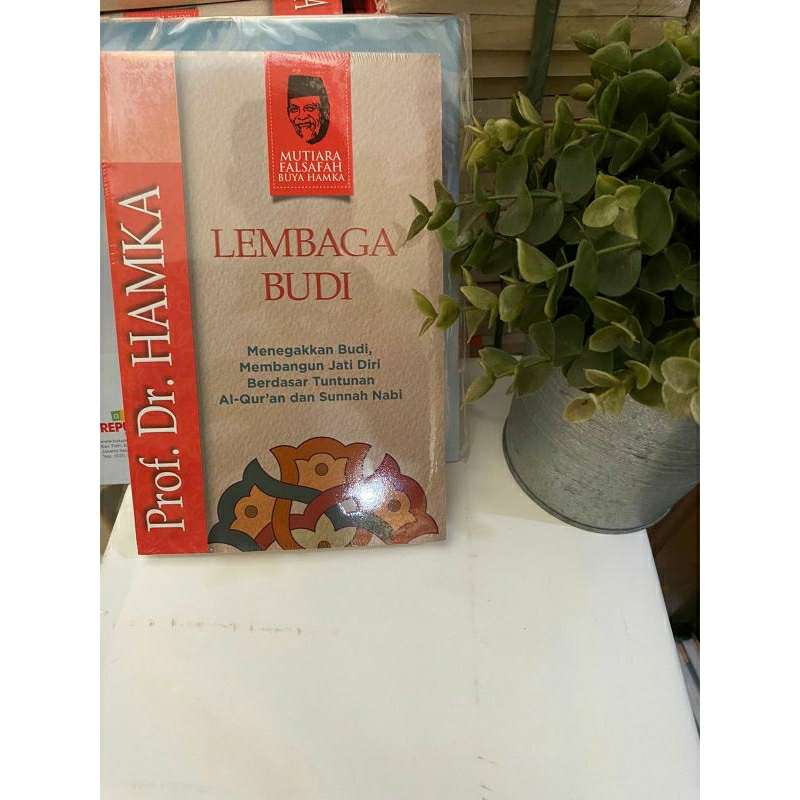 MUTIARA
FALSAFAH
BUYA HAMKA
Prof. Dr. HAMKA
LEMBAGA
BUDI
Menegakkan Budi,
Membangun Jati Diri
Berdasar Tuntunan
Al-Qur'an dan Sunnah Nabi
REPU